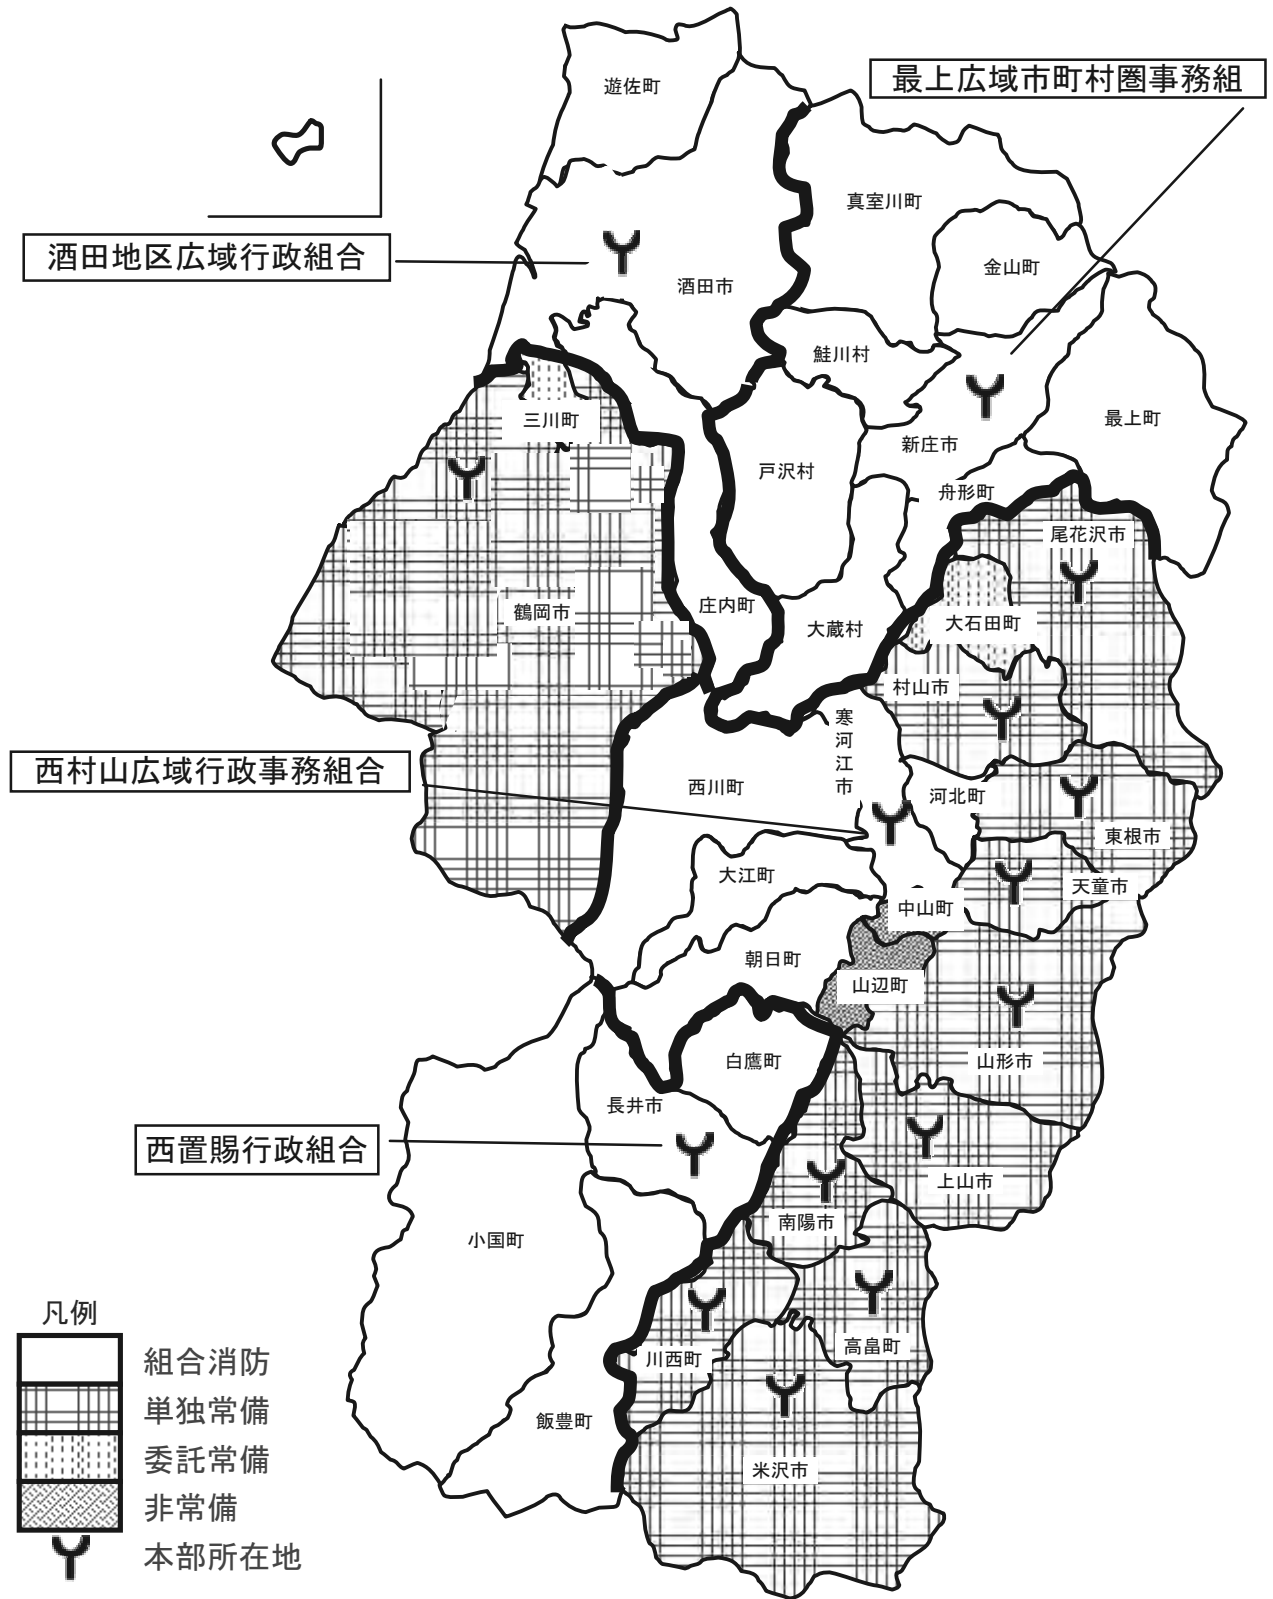 遊佐町
最上広域市町村圏事務組
真室川町
酒田地区広域行政組合
金山町
酒田市
鮭川村
三川町
最上町
新庄市
戸沢村
舟形町
尾花沢市
庄内町
鶴岡市
大石田町
大蔵村
村山市
寒河江市
西村山広域行政事務組合
西川町
河北町
東根市
大江町
天童市
中山町
朝日町
山辺町
山形市
白鷹町
長井市
西置賜行政組合
上山市
南陽市
小国町
凡例
高畠町
組合消防
川西町
単独常備
飯豊町
委託常備
米沢市
非常備
本部所在地